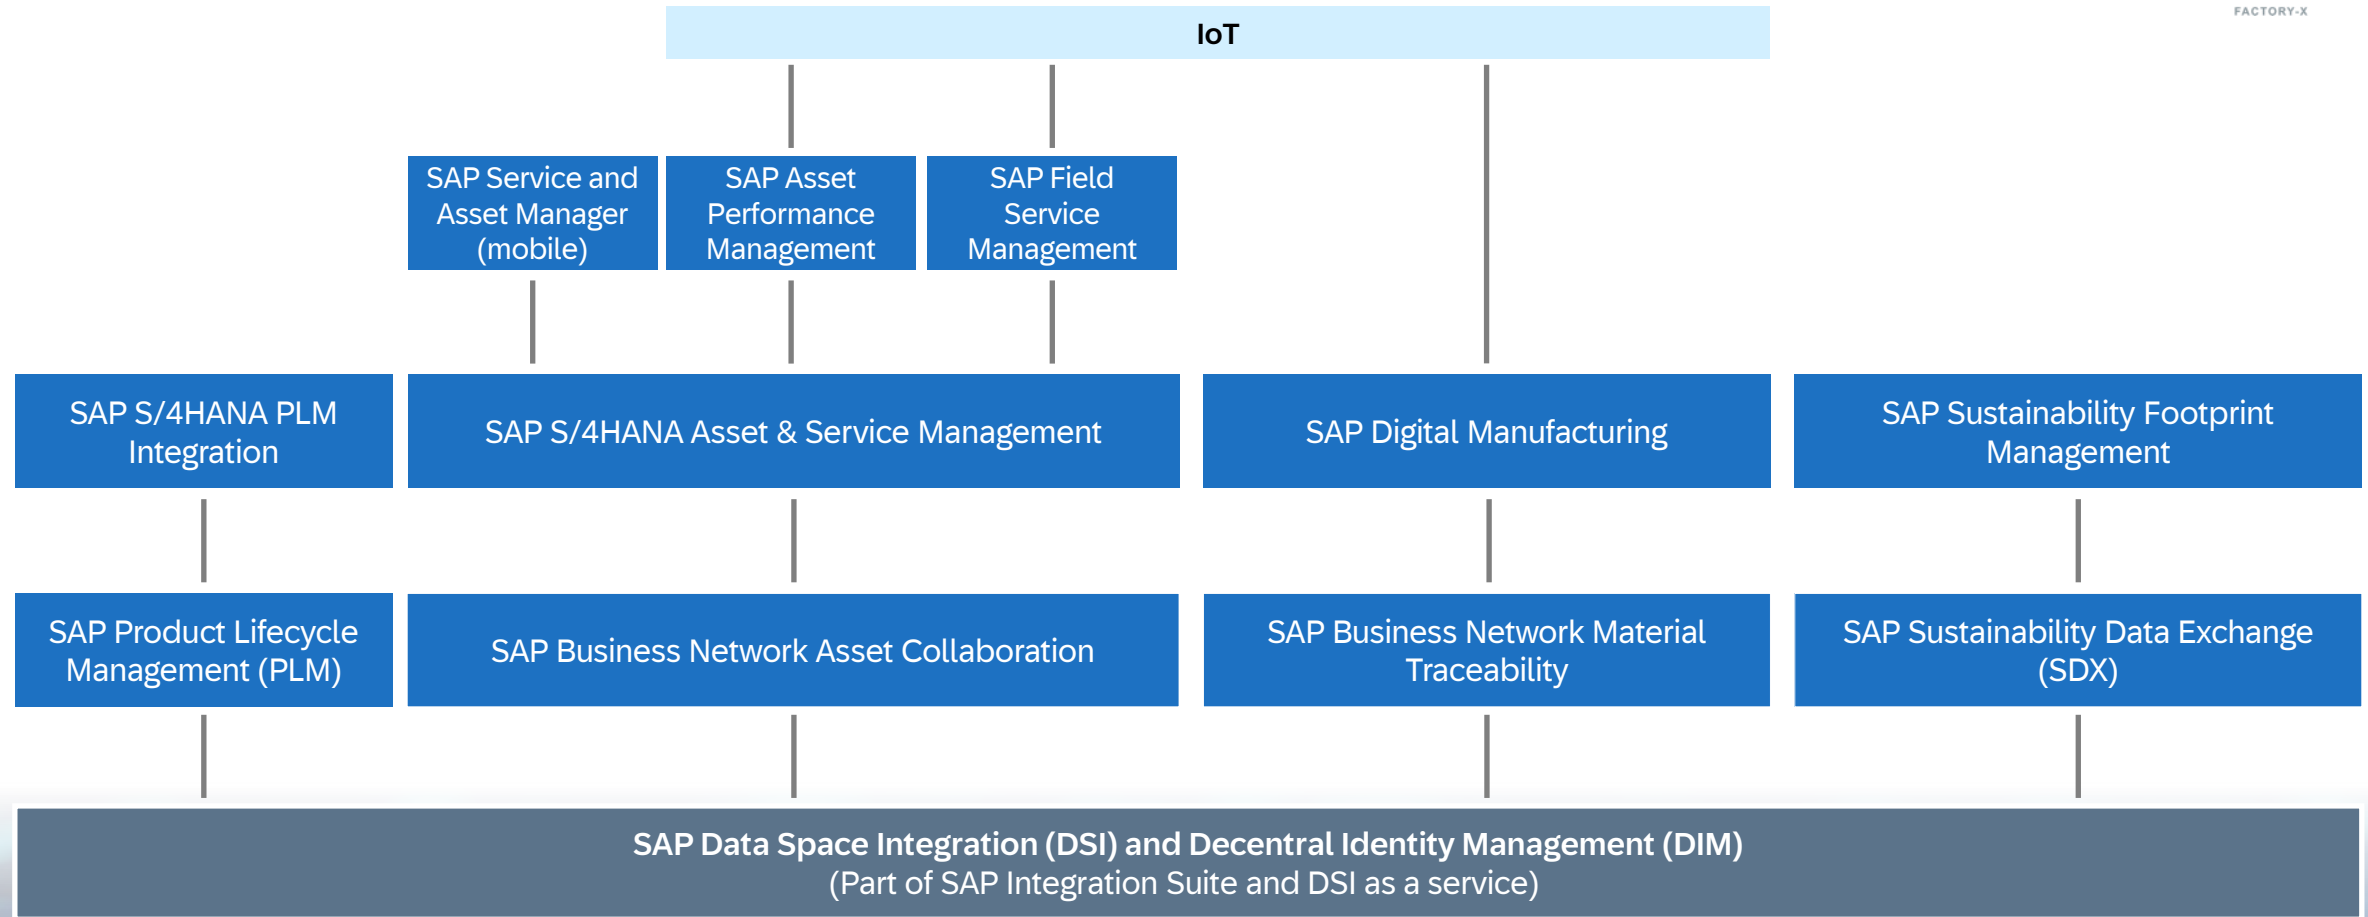 FACTORY-X
IoT
SAP Service and
Asset Manager
(mobile)
SAP Asset
Performance
Management
SAP Field
Service
Management
SAP S/4HANA PLM
Integration
SAP S/4HANA Asset & Service Management
SAP Digital Manufacturing
SAP Sustainability Footprint
Management
SAP Product Lifecycle
Management (PLM)
SAP Business Network Asset Collaboration
SAP Business Network Material
Traceability
SAP Sustainability Data Exchange
(SDX)
SAP Data Space Integration (DSI) and Decentral Identity Management (DIM)
(Part of SAP Integration Suite and DSI as a service)